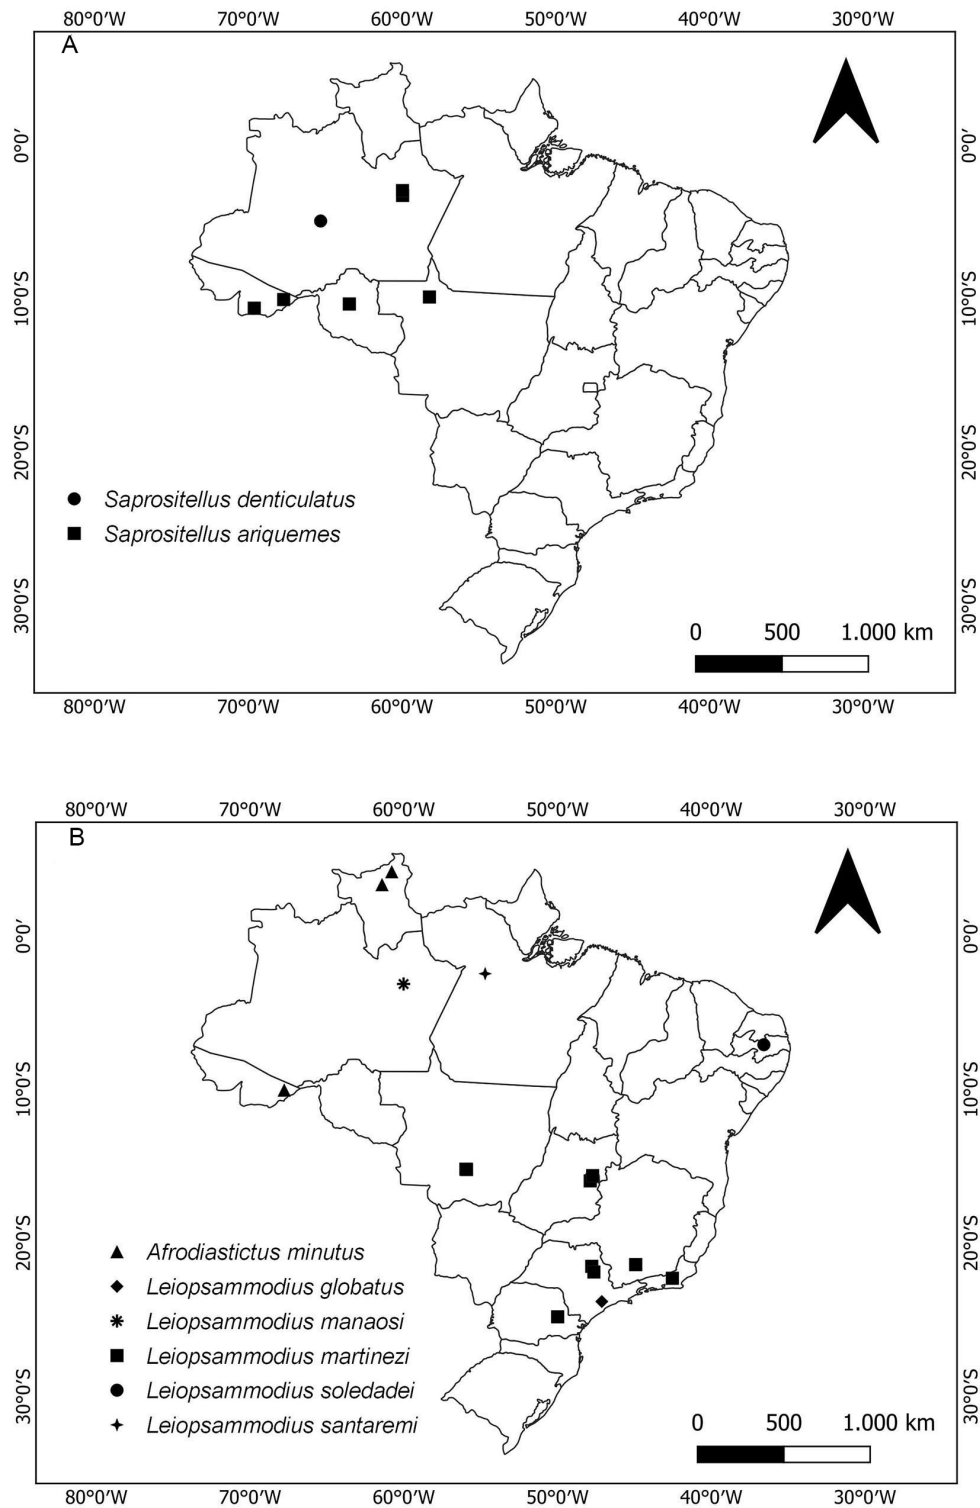 80°0′W 70°0′W 60°0′W 50°0′W 40°0′W 30°0′W
A
0°0′ 0°0′
10°0′S 10°0′S
20°0′S 20°0′S
Saprositellus denticulatus
Saprositellus ariquemes
30°0′S 30°0′S
0 500 1.000 km
80°0′W 70°0′W 60°0′W 50°0′W 40°0′W 30°0′W
80°0′W 70°0′W 60°0′W 50°0′W 40°0′W 30°0′W
B
0°0′ 0°0′
10°0′S 10°0′S
20°0′S 20°0′S
Afrodiastictus minutus
Leiopsammodius globatus
Leiopsammodius manaosi
Leiopsammodius martinezi
Leiopsammodius soledadei
Leiopsammodius santaremi
30°0′S 30°0′S
0 500 1.000 km
80°0′W 70°0′W 60°0′W 50°0′W 40°0′W 30°0′W